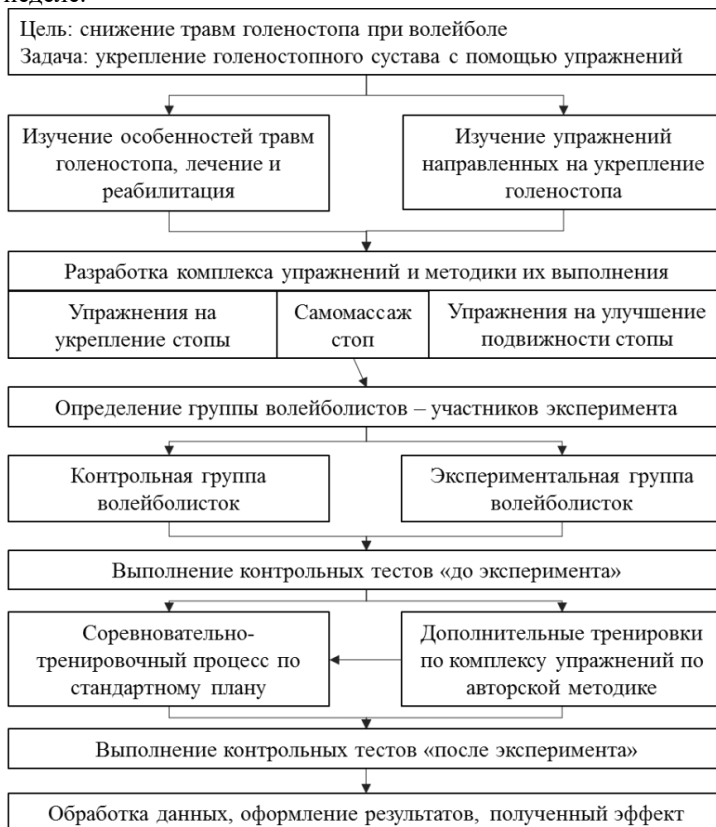 неделе.
Цель: снижение травм голеностопа при волейболе
Задача: укрепление голеностопного сустава с помощью упражнений
Изучение особенностей травм
голеностопа, лечение и
реабилитация
Изучение упражнений
направленных на укрепление
голеностопа
Разработка комплекса упражнений и методики их выполнения
Упражнения на
укрепление стопы
Самомассаж
стоп
Упражнения на улучшение
подвижности стопы
Определение группы волейболистов – участников эксперимента
Контрольная группа
волейболисток
Экспериментальная группа
волейболисток
Выполнение контрольных тестов «до эксперимента»
Соревновательно-
тренировочный процесс по
стандартному плану
Дополнительные тренировки
по комплексу упражнений по
авторской методике
Выполнение контрольных тестов «после эксперимента»
Обработка данных, оформление результатов, полученный эффект